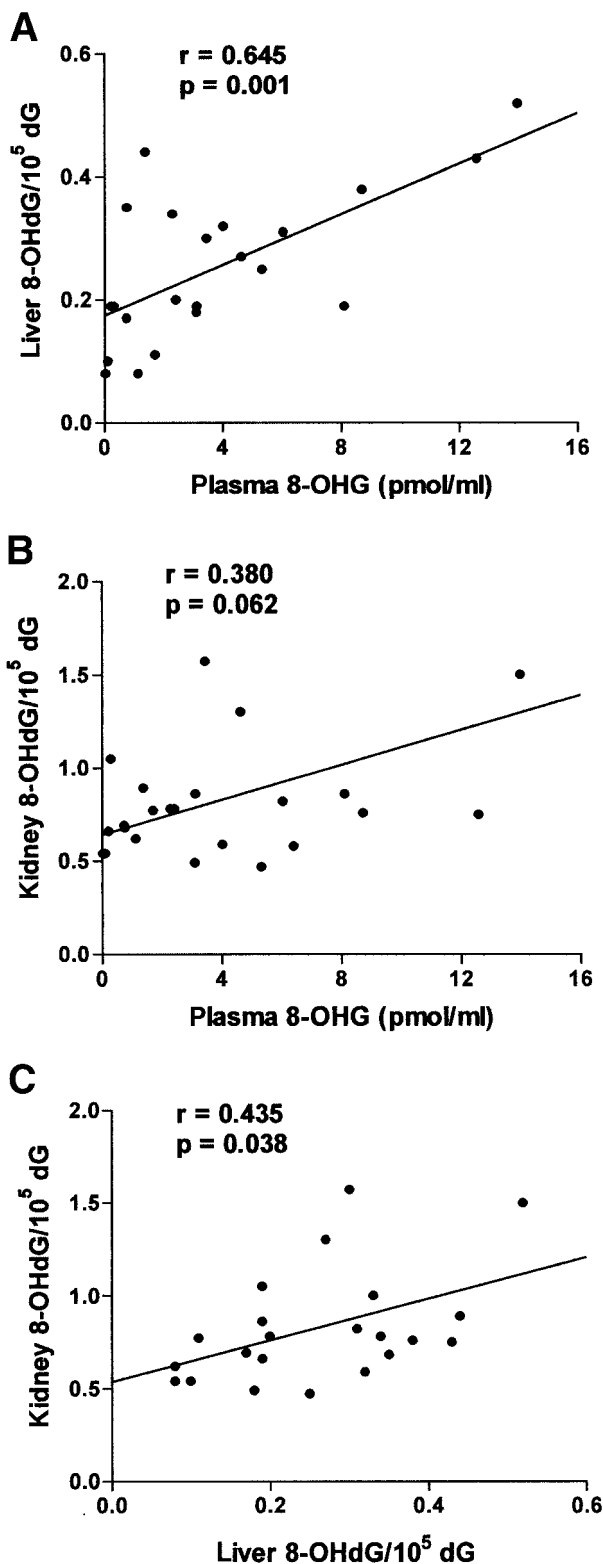 A
r = 0.645
p = 0.001
0.6
0.4
0.2
0.0
Liver 8-OHdG/10⁵ dG
0 4 8 12 16
Plasma 8-OHG (pmol/ml)
B
r = 0.380
p = 0.062
2.0
1.5
1.0
0.5
0.0
Kidney 8-OHdG/10⁵ dG
0 4 8 12 16
Plasma 8-OHG (pmol/ml)
C
r = 0.435
p = 0.038
2.0
1.5
1.0
0.5
0.0
Kidney 8-OHdG/10⁵ dG
0.0 0.2 0.4 0.6
Liver 8-OHdG/10⁵ dG